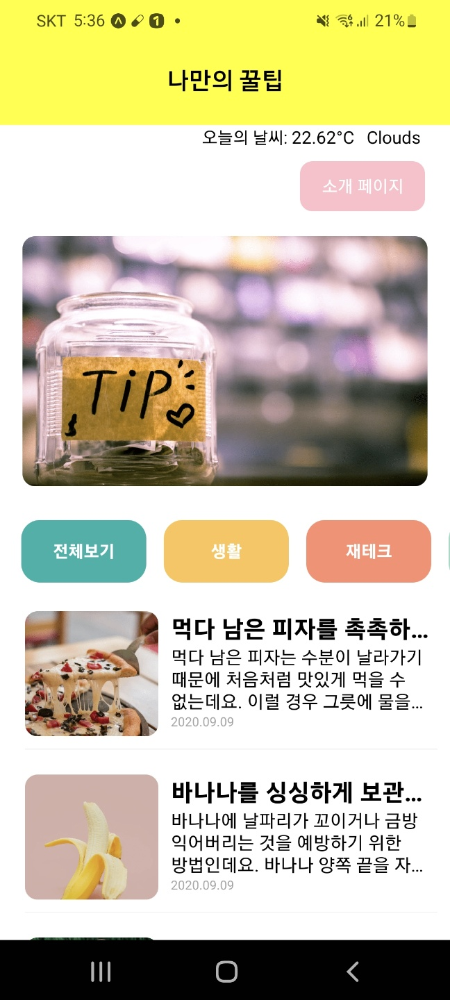 SKT 5:36 1 21%
나만의 꿀팁
오늘의 날씨: 22.62°C Clouds
소개 페이지
TiP
$
전체보기 생활 재테크
먹다 남은 피자를 촉촉하...
먹다 남은 피자는 수분이 날라가기
때문에 처음처럼 맛있게 먹을 수
없는데요. 이럴 경우 그릇에 물을...
2020.09.09
바나나를 싱싱하게 보관...
바나나에 날파리가 꼬이거나 금방
익어버리는 것을 예방하기 위한
방법인데요. 바나나 양쪽 끝을 자...
2020.09.09